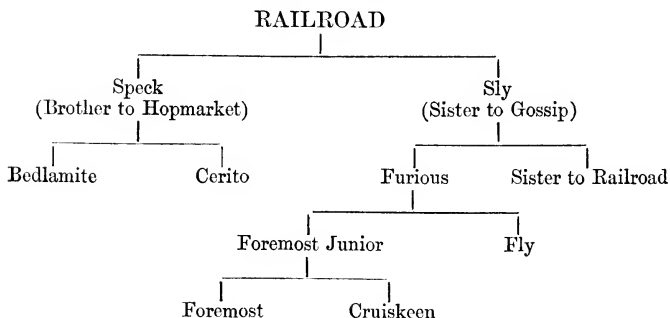 RAILROAD
Speck Sly
(Brother to Hopmarket) (Sister to Gossip)
Bedlamite Cerito Furious Sister to Railroad
Foremost Junior Fly
Foremost Cruiskeen